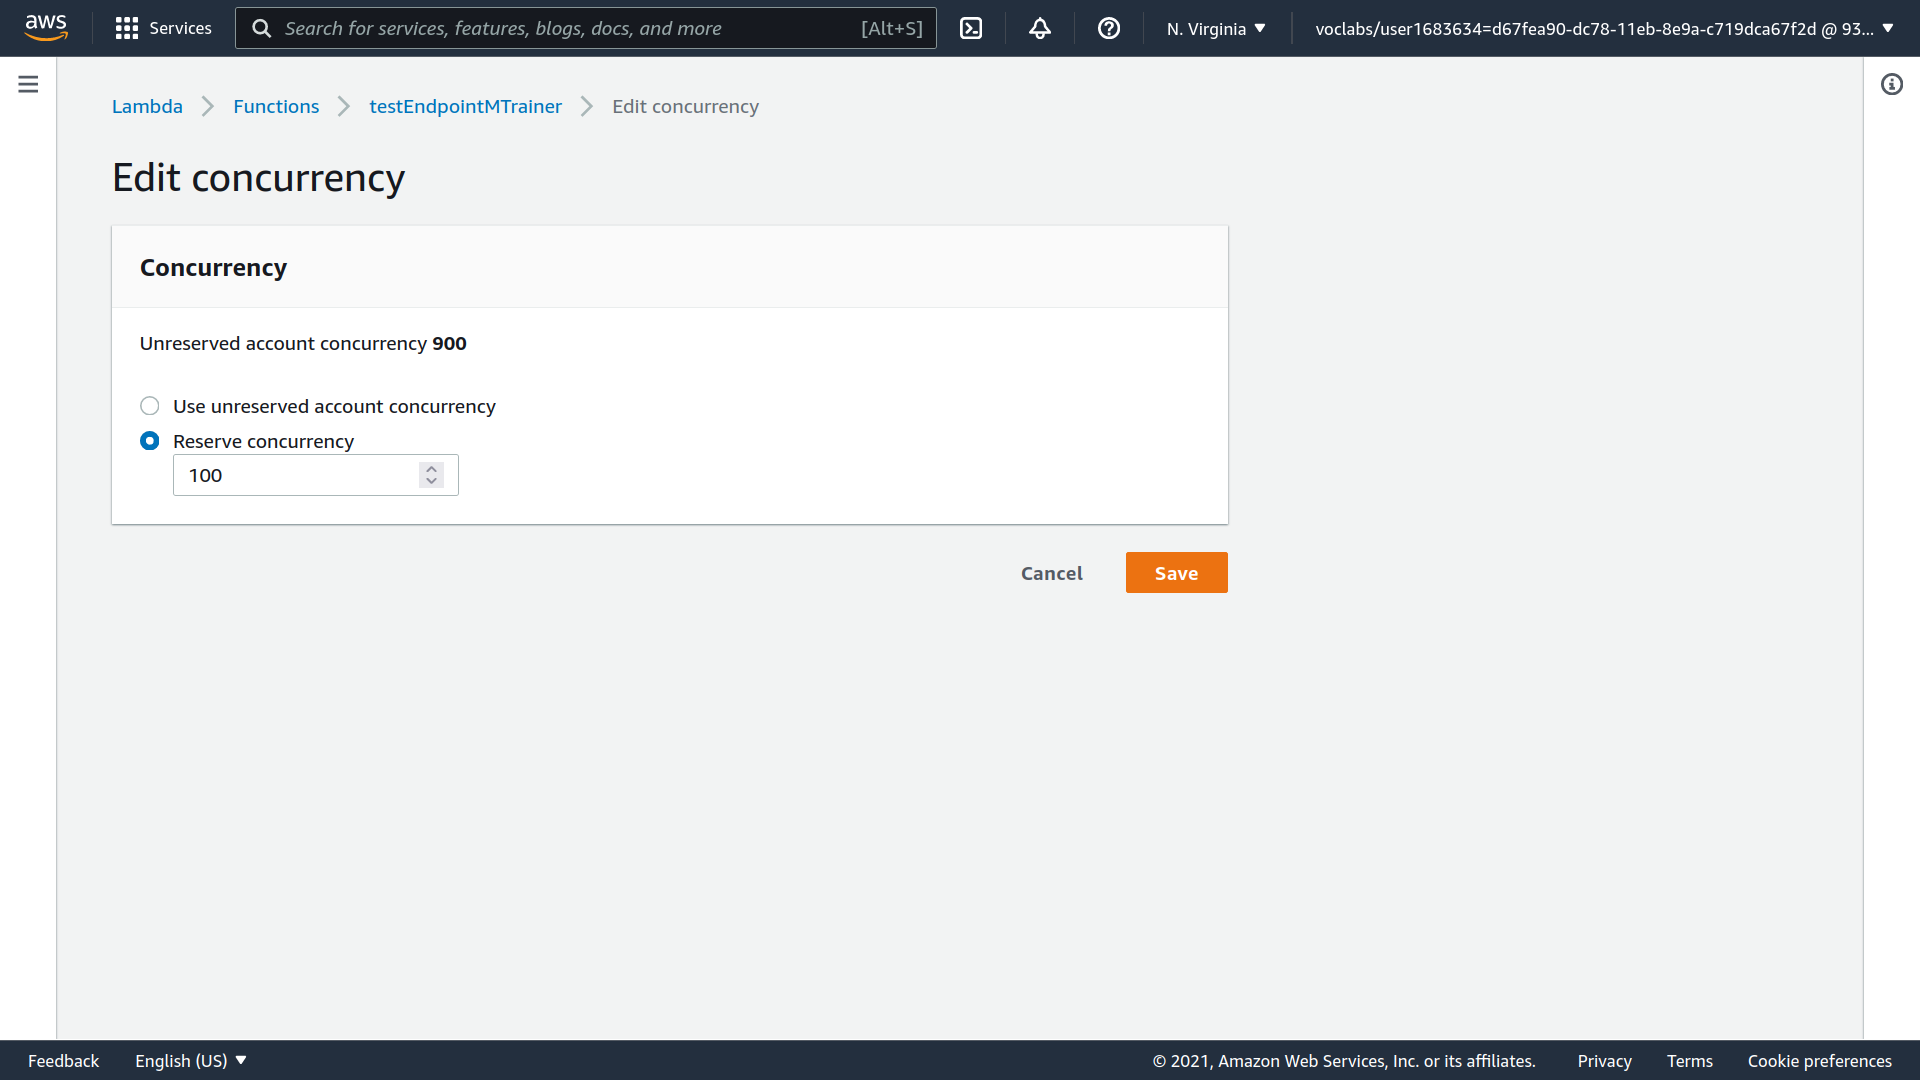 aws
Services
Search for services, features, blogs, docs, and more [Alt+S]
N. Virginia
voclabs/user1683634=d67fea90-dc78-11eb-8e9a-c719dca67f2d @ 93...
Lambda
Functions
testEndpointMTrainer
Edit concurrency
Edit concurrency
Concurrency
Unreserved account concurrency 900
Use unreserved account concurrency
Reserve concurrency
100
Cancel
Save
Feedback
English (US)
© 2021, Amazon Web Services, Inc. or its affiliates.
Privacy
Terms
Cookie preferences